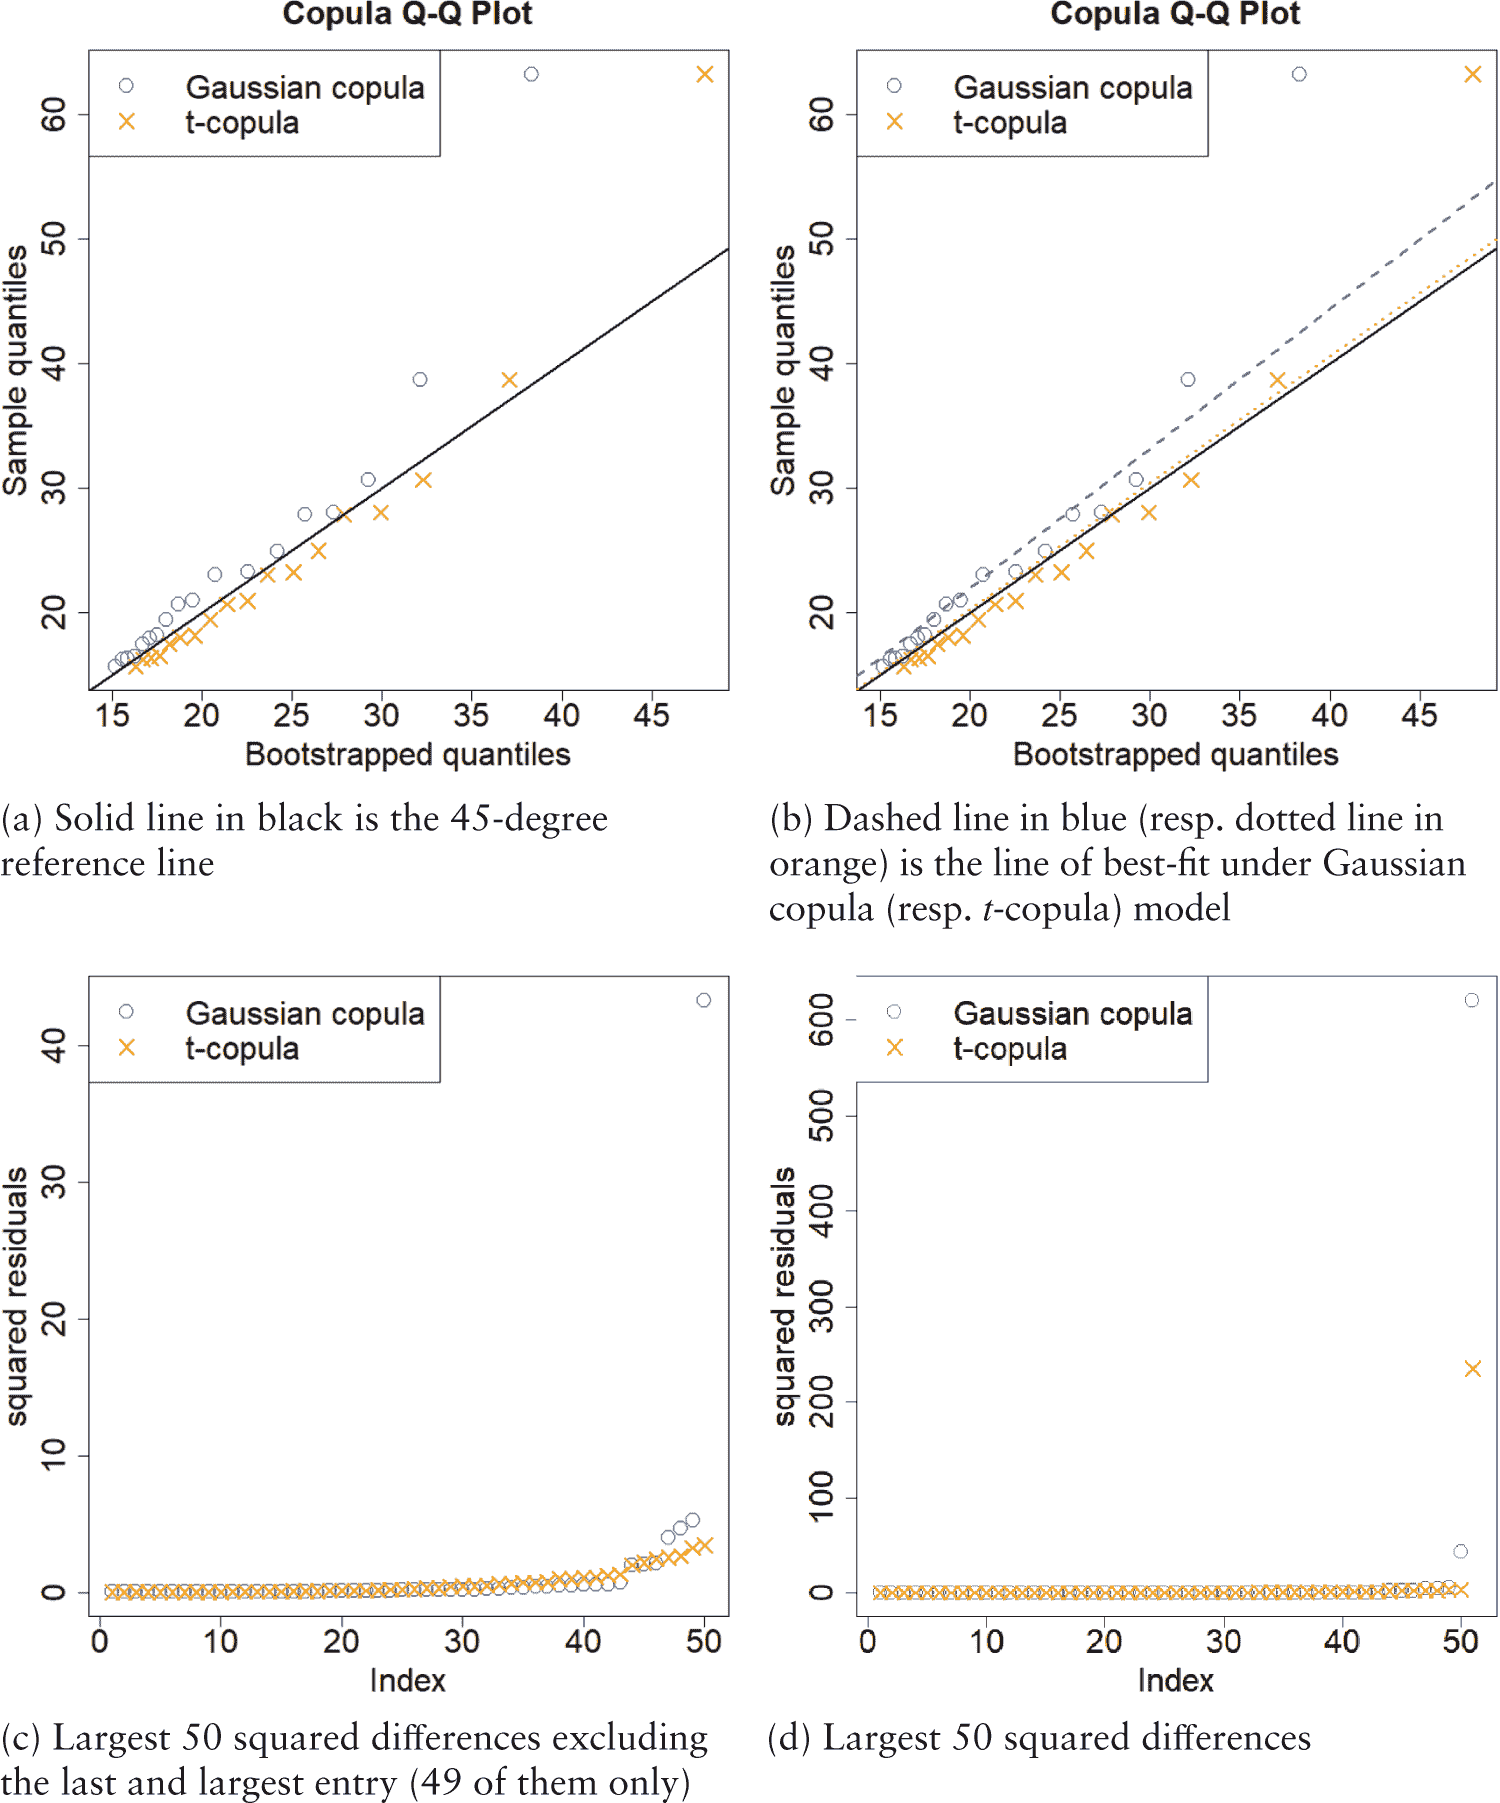 Copula Q-Q Plot
Gaussian copula
t-copula
Sample quantiles
60
50
40
30
20
15 20 25 30 35 40 45
Bootstrapped quantiles
(a) Solid line in black is the 45-degree
reference line
Copula Q-Q Plot
Gaussian copula
t-copula
Sample quantiles
60
50
40
30
20
15 20 25 30 35 40 45
Bootstrapped quantiles
(b) Dashed line in blue (resp. dotted line in
orange) is the line of best-fit under Gaussian
copula (resp. t-copula) model
Gaussian copula
t-copula
squared residuals
40
30
20
10
0
0 10 20 30 40 50
Index
(c) Largest 50 squared differences excluding
the last and largest entry (49 of them only)
Gaussian copula
t-copula
squared residuals
600
500
400
300
200
100
0
0 10 20 30 40 50
Index
(d) Largest 50 squared differences